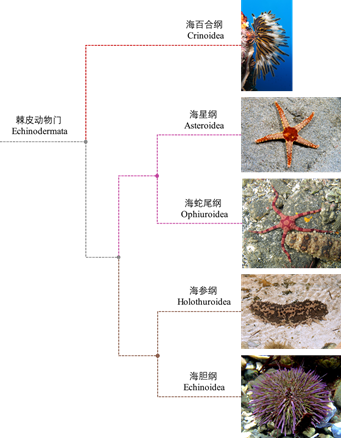 海百合纲
Crinoidea
海星纲
Asteroidea
棘皮动物门
Echinodermata
海蛇尾纲
Ophiuroidea
海参纲
Holothuroidea
海胆纲
Echinoidea